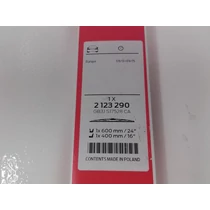 1 X
2 123 290
1x 600 mm / 24"
1x 400 mm / 16"
CONTENTS MADE IN POLAND